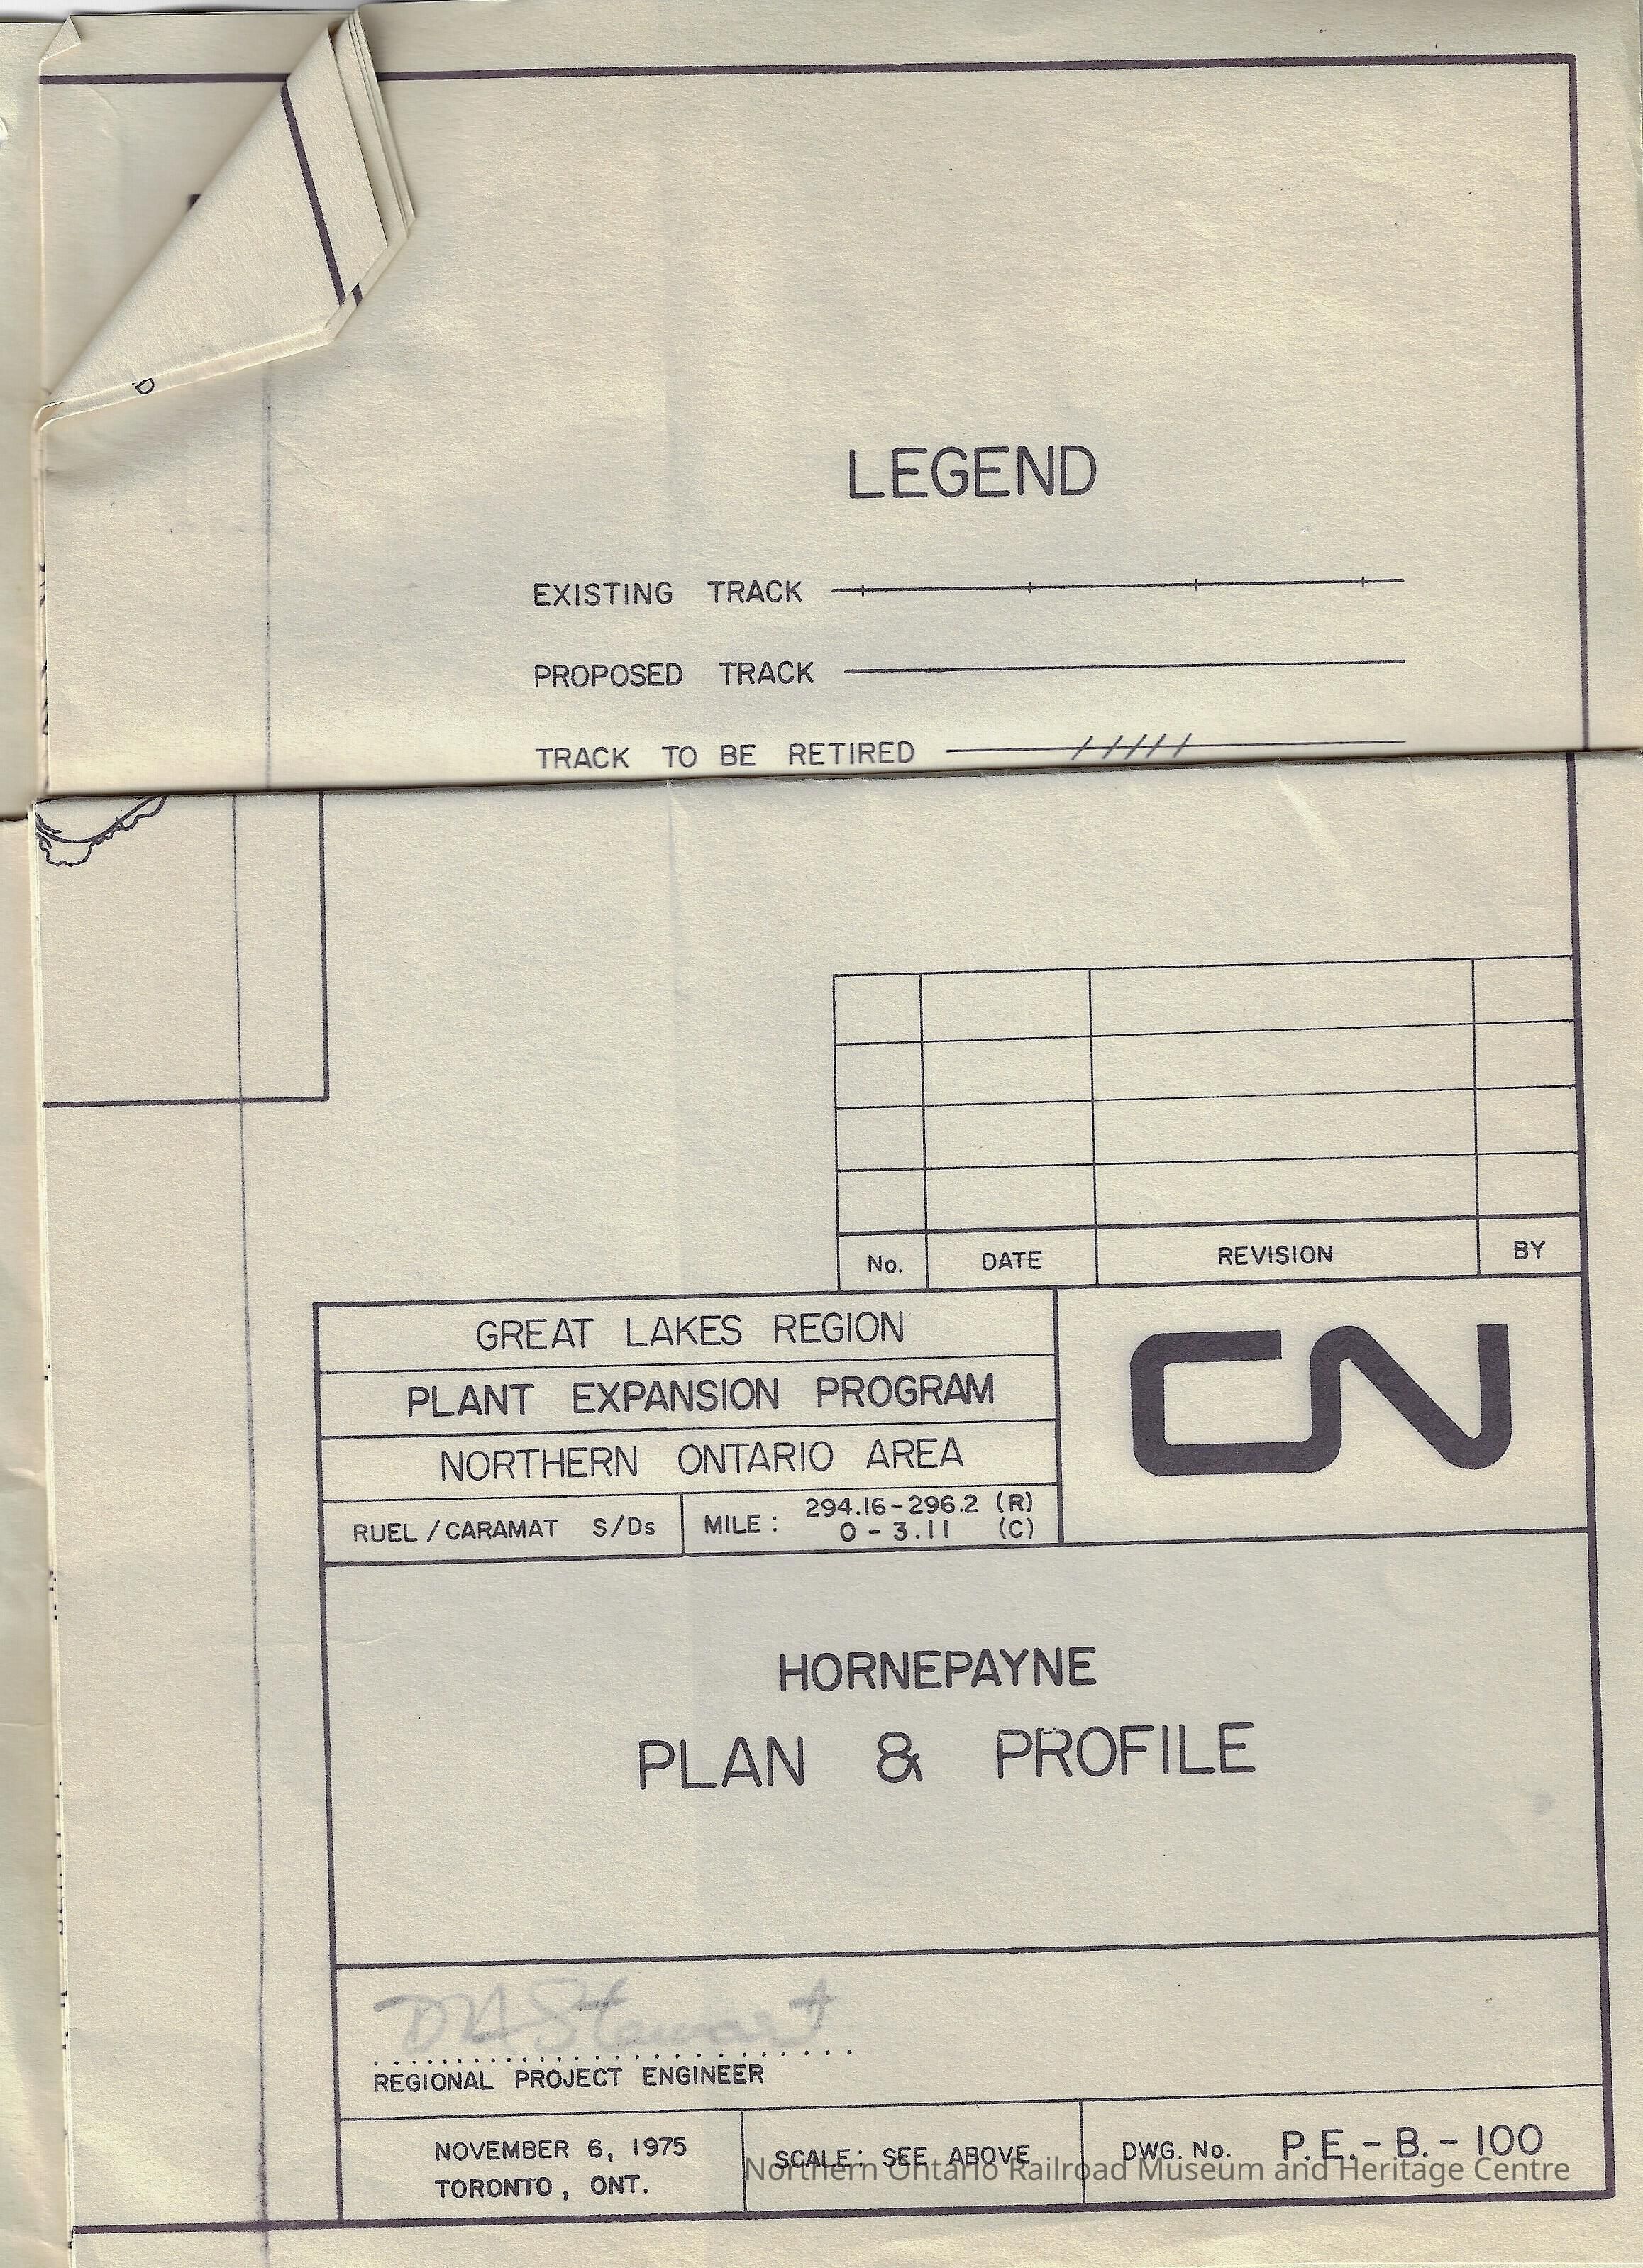 LEGEND
EXISTING TRACK
PROPOSED TRACK
TRACK TO BE RETIRED
No. DATE REVISION BY
GREAT LAKES REGION
PLANT EXPANSION PROGRAM
NORTHERN ONTARIO AREA
RUEL / CARAMAT S/Ds
MILE: 294.16-296.2 (R)
0 - 3.11 (C)
CN
HORNEPAYNE
PLAN & PROFILE
D A Stewart
REGIONAL PROJECT ENGINEER
NOVEMBER 6, 1975
TORONTO, ONT.
SCALE: SEE ABOVE
DWG. No. P.E.-B.-100
Northern Ontario Railroad Museum and Heritage Centre